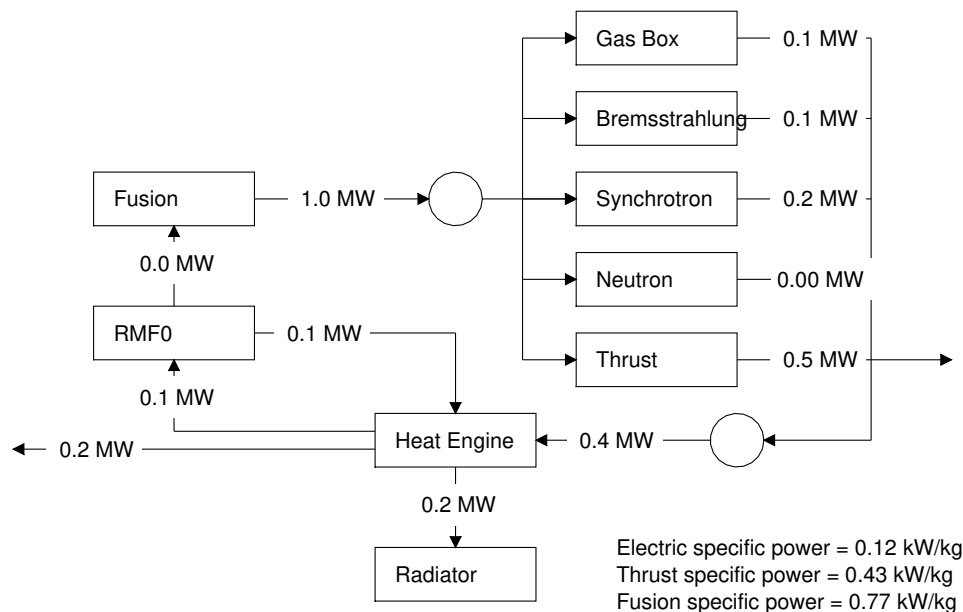 Gas Box
0.1 MW
Bremsstrahlung
0.1 MW
Fusion
1.0 MW
Synchrotron
0.2 MW
0.0 MW
Neutron
0.00 MW
RMF0
0.1 MW
Thrust
0.5 MW
0.1 MW
Heat Engine
0.4 MW
0.2 MW
0.2 MW
Radiator
Electric specific power = 0.12 kW/kg
Thrust specific power = 0.43 kW/kg
Fusion specific power = 0.77 kW/kg